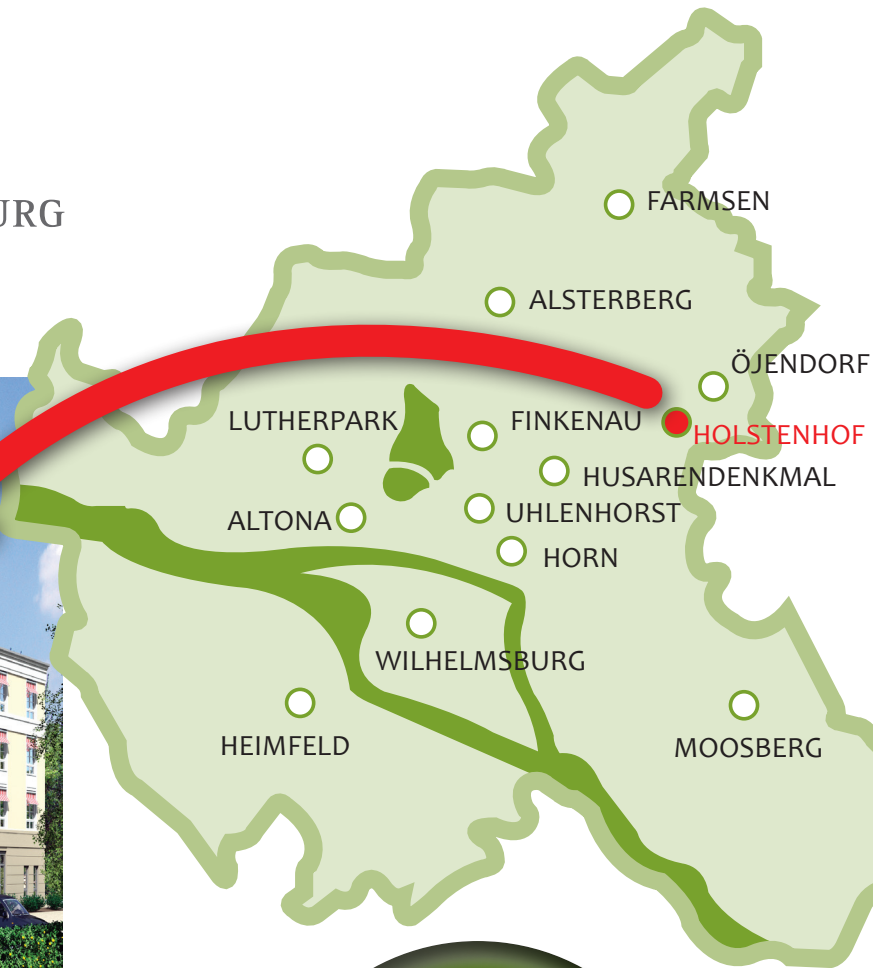 URG
FARMSEN
ALSTERBERG
ÖJENDORF
LUTHERPARK
FINKENAU
HOLSTENHOF
HUSARENDENKMAL
ALTONA
UHLENHORST
HORN
WILHELMSBURG
HEIMFELD
MOOSBERG